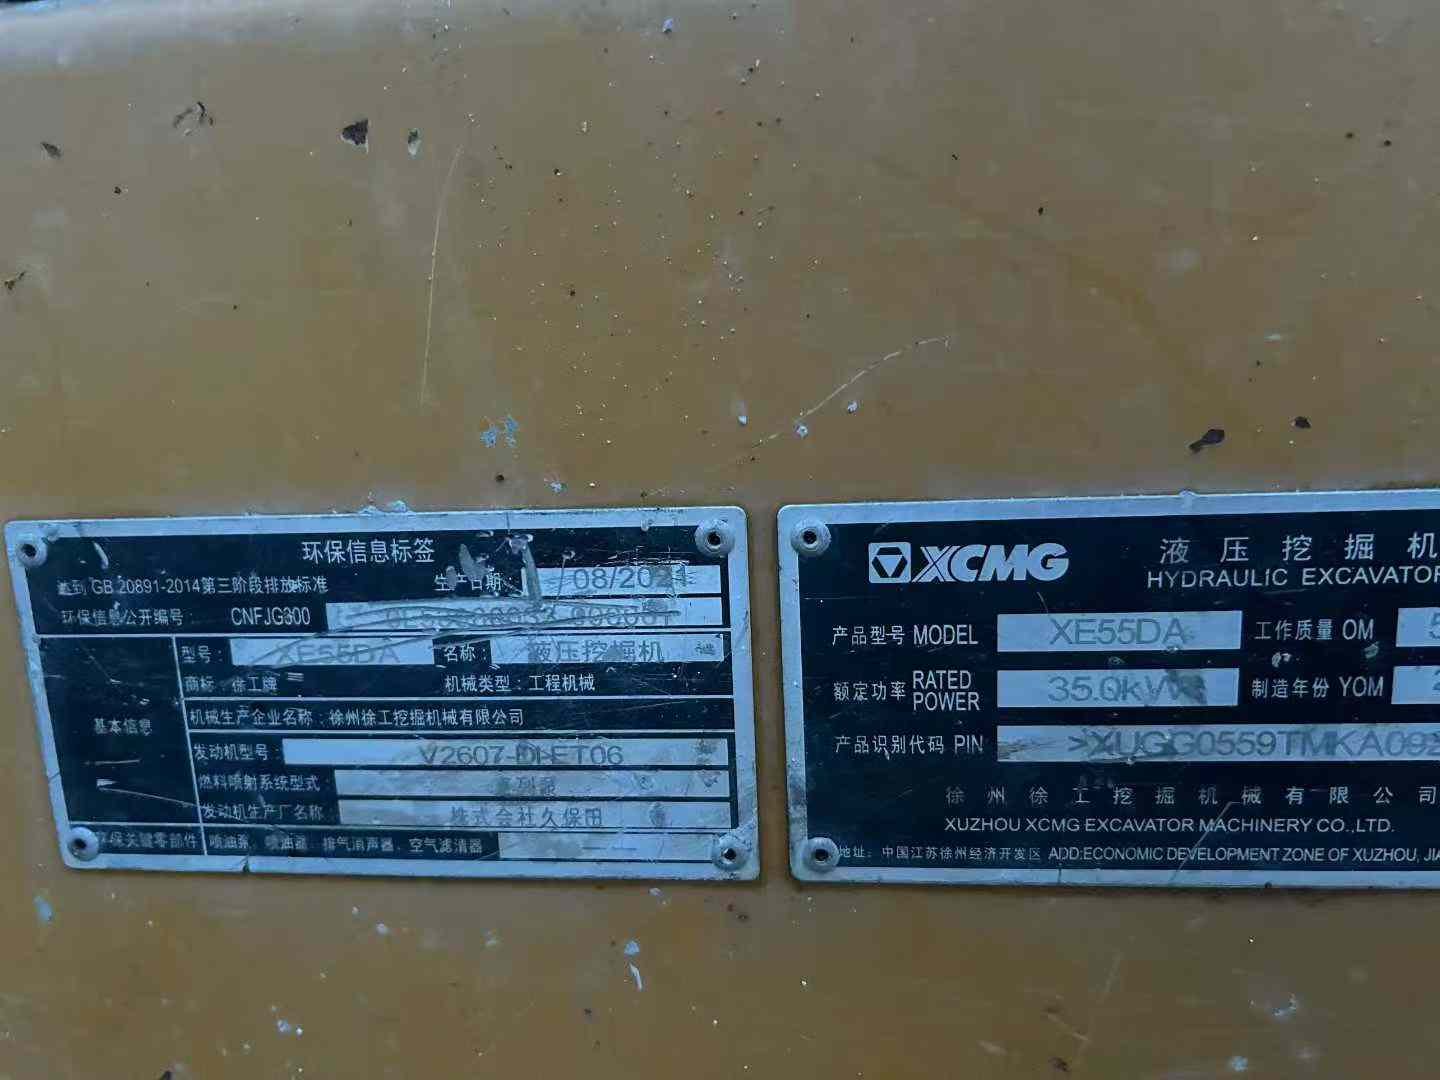 环保信息标签
达到 GB 20891-2014第三阶段排放标准 生产日期: 08/2021
环保信息公开编号: CNFJG300
型号: XE55DA 名称: 液压挖掘机
商标: 徐工牌 机械类型: 工程机械
基本信息
机械生产企业名称: 徐州徐工挖掘机械有限公司
发动机型号: V2607-DI-ET06
燃料喷射系统型式: 直列泵
发动机生产厂名称: 株式会社久保田
环保关键零部件 喷油泵、喷油器、排气消声器、空气滤清器 ——
XCMG 液压挖掘机
HYDRAULIC EXCAVATOR
产品型号 MODEL XE55DA 工作质量 OM 5
额定功率 RATED POWER 35.0kW 制造年份 YOM 2
产品识别代码 PIN >XUGG0559TMKA09
徐州徐工挖掘机械有限公司
XUZHOU XCMG EXCAVATOR MACHINERY CO.,LTD.
地址: 中国江苏徐州经济开发区 ADD:ECONOMIC DEVELOPMENT ZONE OF XUZHOU, JIA